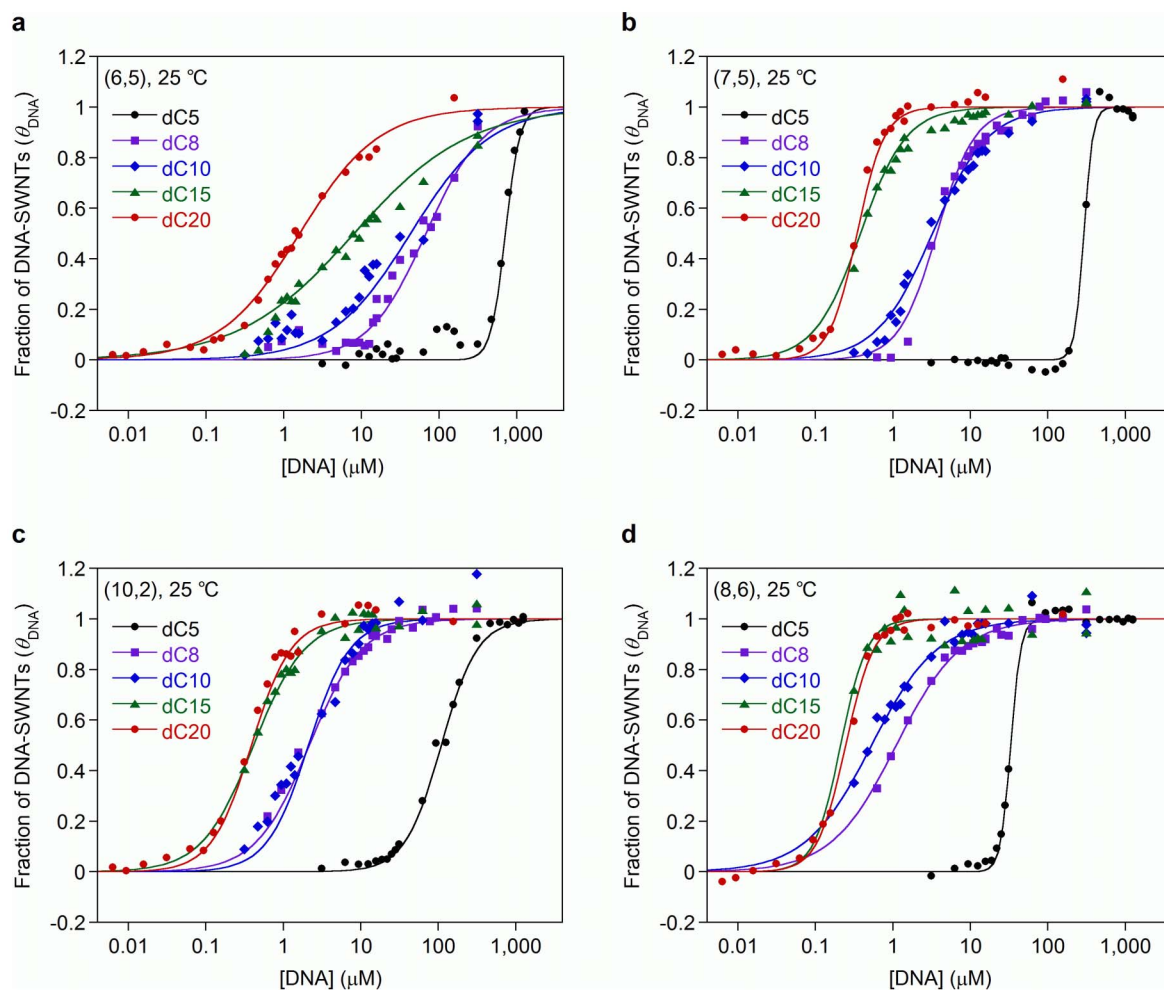 a
(6,5), 25 ℃
dC5
dC8
dC10
dC15
dC20
Fraction of DNA-SWNTs (θDNA)
1.2
1
0.8
0.6
0.4
0.2
0
-0.2
0.01 0.1 1 10 100 1,000
[DNA] (μM)
b
(7,5), 25 ℃
dC5
dC8
dC10
dC15
dC20
Fraction of DNA-SWNTs (θDNA)
1.2
1
0.8
0.6
0.4
0.2
0
-0.2
0.01 0.1 1 10 100 1,000
[DNA] (μM)
c
(10,2), 25 ℃
dC5
dC8
dC10
dC15
dC20
Fraction of DNA-SWNTs (θDNA)
1.2
1
0.8
0.6
0.4
0.2
0
-0.2
0.01 0.1 1 10 100 1,000
[DNA] (μM)
d
(8,6), 25 ℃
dC5
dC8
dC10
dC15
dC20
Fraction of DNA-SWNTs (θDNA)
1.2
1
0.8
0.6
0.4
0.2
0
-0.2
0.01 0.1 1 10 100 1,000
[DNA] (μM)